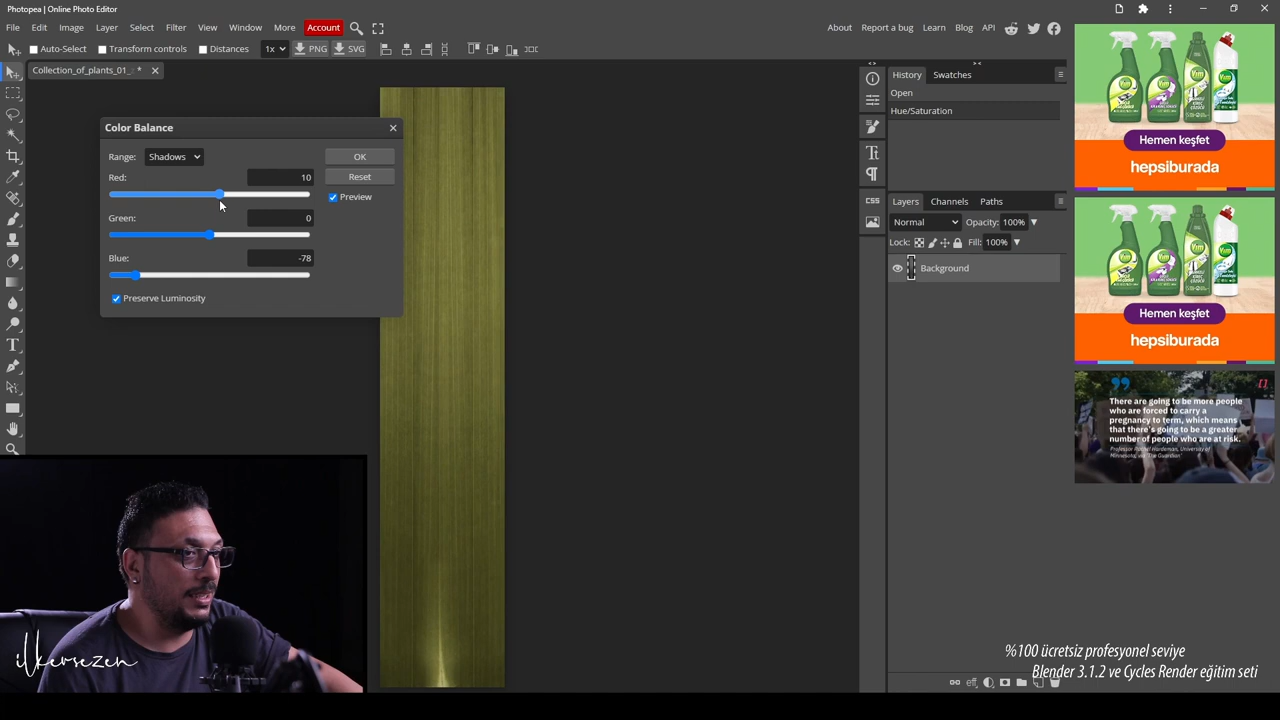 Photopea | Online Photo Editor
File Edit Image Layer Select Filter View Window More Account
About Report a bug Learn Blog API
Auto-Select Transform controls Distances 1x PNG SVG
Collection_of_plants_01_ *
Color Balance
Range: Shadows
OK
Red: 10
Reset
Preview
Green: 0
Blue: -78
Preserve Luminosity
History Swatches
Open
Hue/Saturation
CSS
Layers Channels Paths
Normal Opacity: 100%
Lock: Fill: 100%
Background
eff
Hemen keşfet
hepsiburada
Hemen keşfet
hepsiburada
There are going to be more people
who are forced to carry a
pregnancy to term, which means
that there's going to be a greater
number of people who are at risk.
ilkersezen
%100 ücretsiz profesyonel seviye
Blender 3.1.2 ve Cycles Render eğitim seti